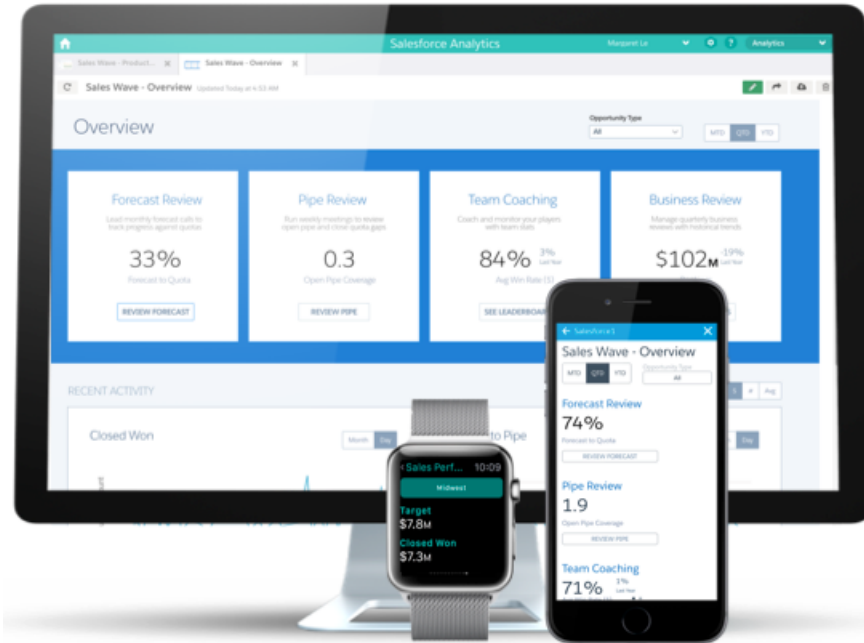 Salesforce Analytics
Margaret Le
?
Analytics
Sales Wave - Product...
Sales Wave - Overview
Sales Wave - Overview Updated Today at 4:53 AM
Overview
Opportunity Type
All
MTD QTD YTD
Forecast Review
Lead monthly forecast calls to
track progress against quotas
33%
Forecast to Quota
REVIEW FORECAST
Pipe Review
Run weekly meetings to review
open pipe and close quota gaps
0.3
Open Pipe Coverage
REVIEW PIPE
Team Coaching
Coach and monitor your players
with team stats
84% 3%
Last Year
Avg Win Rate ($)
SEE LEADERBOA
Business Review
Manage quarterly business
reviews with historical trends
$102M -19%
Last Year
RECENT ACTIVITY
$ # Avg
Closed Won
Month Day
to Pipe
Day
‹Sales Perf... 10:09
Midwest
Target
$7.8M
Closed Won
$7.3M
Salesforce1
Sales Wave - Overview
MTD QTD YTD
Opportunity Type
All
Forecast Review
74%
Forecast to Quota
REVIEW FORECAST
Pipe Review
1.9
Open Pipe Coverage
REVIEW PIPE
Team Coaching
71% 1%
Last Year